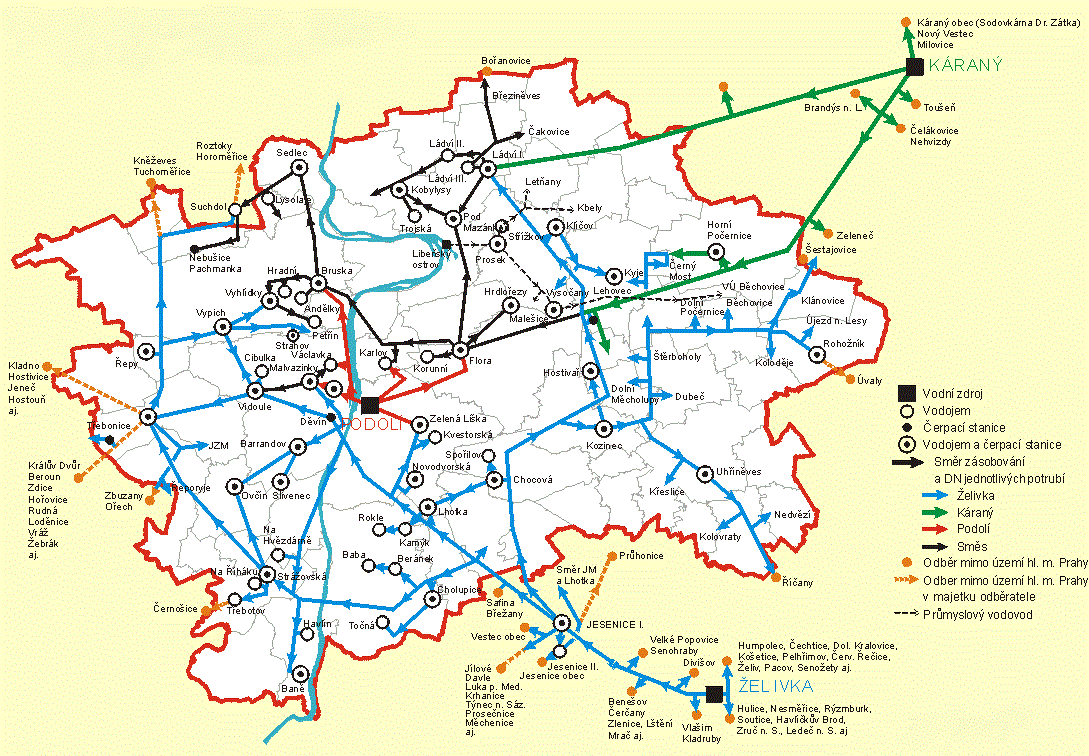 Káraný obec (Sodovkárna Dr. Zátka)
Nový Vestec
Milovice
KÁRANÝ
Bořanovice
Březiněves
Čakovice
Brandýs n. L.
Toušeň
Čelákovice
Nehvizdy
Roztoky
Horoměřice
Kněževes
Tuchoměřice
Sedlec
Ládví II.
Ládví I.
Ládví III.
Kobylysy
Letňany
Kbely
Suchdol
Lysolaje
Trojská
Pod
Mazánk
Střížkov
Klíčov
Horní
Počernice
Zeleneč
Šestajovice
Nebušice
Pachmanka
Libeňský
ostrov
Prosek
Kyje
Lehovec
Černý
Most
Hradní
Bruska
Vyhlídky
Andělky
Hrdlořezy
Vysočany
VÚ Běchovice
Běchovice
Dolní
Počernice
Klánovice
Vypich
Petřín
Strahov
Malešice
Újezd n. Lesy
Rohožník
Řepy
Cibulka
Václavka
Malvazinky
Karlov
Korunní
Flora
Štěrboholy
Koloděje
Úvaly
Kladno
Hostivice
Jeneč
Hostouň
aj.
Vidoule
Hostivař
Dolní
Měcholupy
Dubeč
Třebonice
Děvín
PODOLÍ
Zelená Liška
Kvestorská
Kozinec
JZM
Barrandov
Spořilov
Králův Dvůr
Beroun
Zdice
Hořovice
Rudná
Loděnice
Vráž
Žebrák
aj.
Zbuzany
Ořech
Řeporyje
Ovčín
Slivenec
Novodvorská
Chocová
Uhříněves
Křeslice
Lhotka
Rokle
Kamýk
Nedvězí
Kolovraty
Na
Hvězdárně
Baba
Beránek
Na Říháku
Strážovská
Průhonice
Směr JM
a Lhotka
Říčany
Černošice
Třebotov
Cholupice
Safina
Břežany
Točná
Havlín
Vestec obec
JESENICE I.
Baně
Jesenice II.
Jesenice obec
Velké Popovice
Senohraby
Divišov
Humpolec, Čechtice, Dol. Kralovice,
Košetice, Pelhřimov, Červ. Řečice,
Želiv, Pacov, Senožety aj.
ŽELIVKA
Jílové
Davle
Luka p. Med.
Krhanice
Týnec n. Sáz.
Prosečnice
Měchenice
aj.
Benešov
Čerčany
Zlenice, Lštění
Mrač aj.
Vlašim
Kladruby
Hulice, Nesměřice, Rýzmburk,
Soutice, Havlíčkův Brod,
Zruč n. S., Ledeč n. S. aj
Vodní zdroj
Vodojem
Čerpací stanice
Vodojem a čerpací stanice
Směr zásobování
a DN jednotlivých potrubí
Želivka
Káraný
Podolí
Směs
Odběr mimo území hl. m. Prahy
Odber mimo území hl. m. Prahy
v majetku odběratele
Průmyslový vodovod